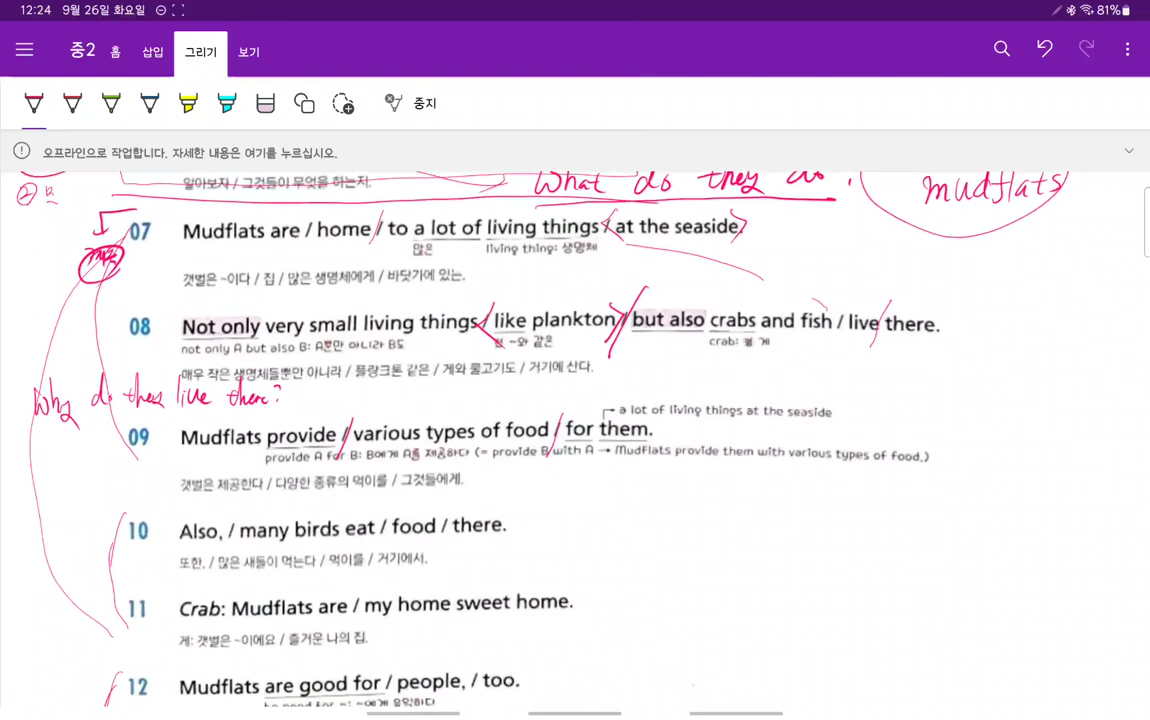 12:24 9월 26일 화요일 81%
중2 홈 삽입 그리기 보기
중지
오프라인으로 작업합니다. 자세한 내용은 여기를 누르십시오.
알아보자 / 그것들이 무엇을 하는지. What do they do.
mudflats
07 Mudflats are / home / to a lot of living things / at the seaside.
많은 living thing: 생명체
갯벌은 ~이다 / 집 / 많은 생명체에게 / 바닷가에 있는.
08 Not only very small living things / like plankton / but also crabs and fish / live there.
not only A but also B: A뿐만 아니라 B도 전 ~와 같은 crab: 명 게
매우 작은 생명체들뿐만 아니라 / 플랑크톤 같은 / 게와 물고기도 / 거기에 산다.
Why do they live there?
a lot of living things at the seaside
09 Mudflats provide / various types of food / for them.
provide A for B: B에게 A를 제공하다 (= provide B with A → Mudflats provide them with various types of food.)
갯벌은 제공한다 / 다양한 종류의 먹이를 / 그것들에게.
10 Also, / many birds eat / food / there.
또한, / 많은 새들이 먹는다 / 먹이를 / 거기에서.
11 Crab: Mudflats are / my home sweet home.
게: 갯벌은 ~이에요 / 즐거운 나의 집.
12 Mudflats are good for / people, / too.
be good for ~: ~에게 유익하다